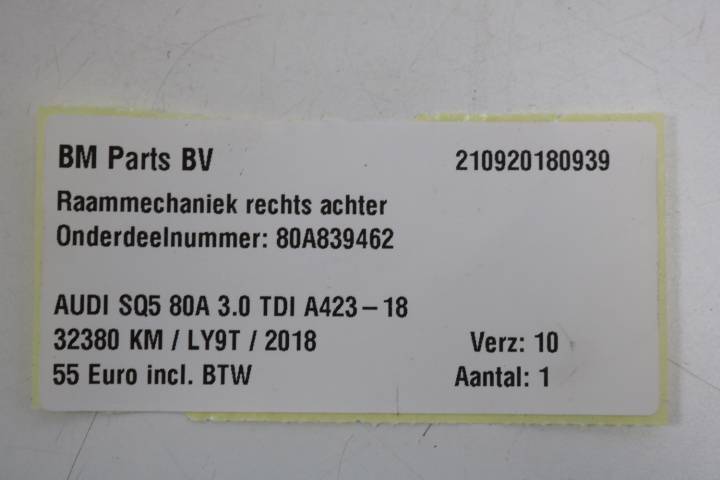 BM Parts BV 210920180939
Raammechaniek rechts achter
Onderdeelnummer: 80A839462
AUDI SQ5 80A 3.0 TDI A423-18
32380 KM / LY9T / 2018 Verz: 10
55 Euro incl. BTW Aantal: 1